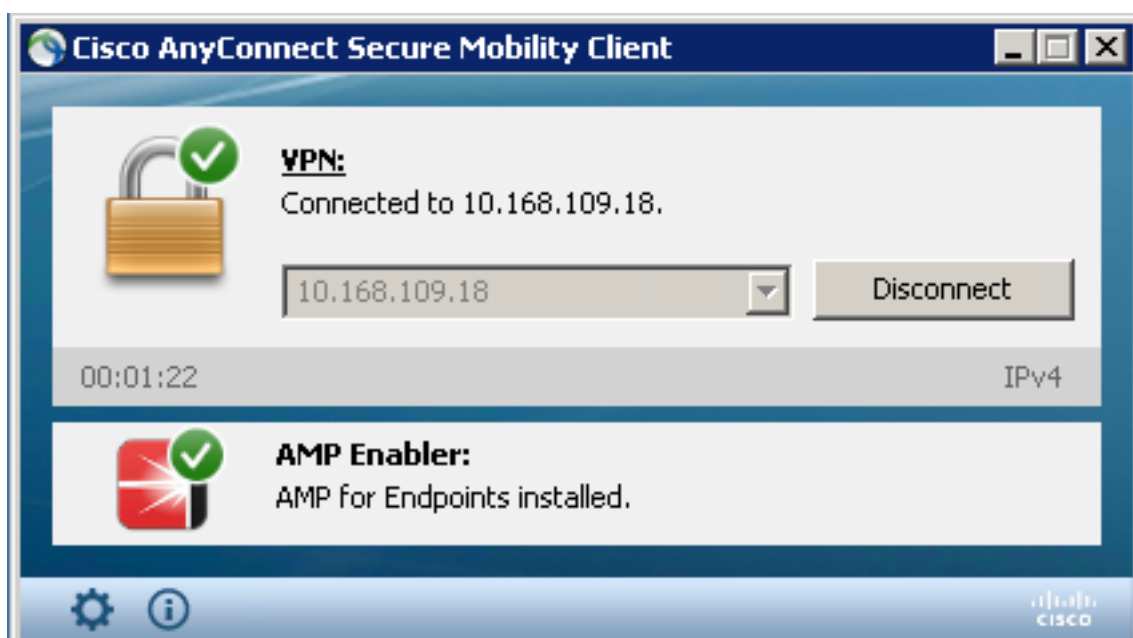 Cisco AnyConnect Secure Mobility Client
VPN:
Connected to 10.168.109.18.
10.168.109.18
Disconnect
00:01:22
IPv4
AMP Enabler:
AMP for Endpoints installed.
CISCO